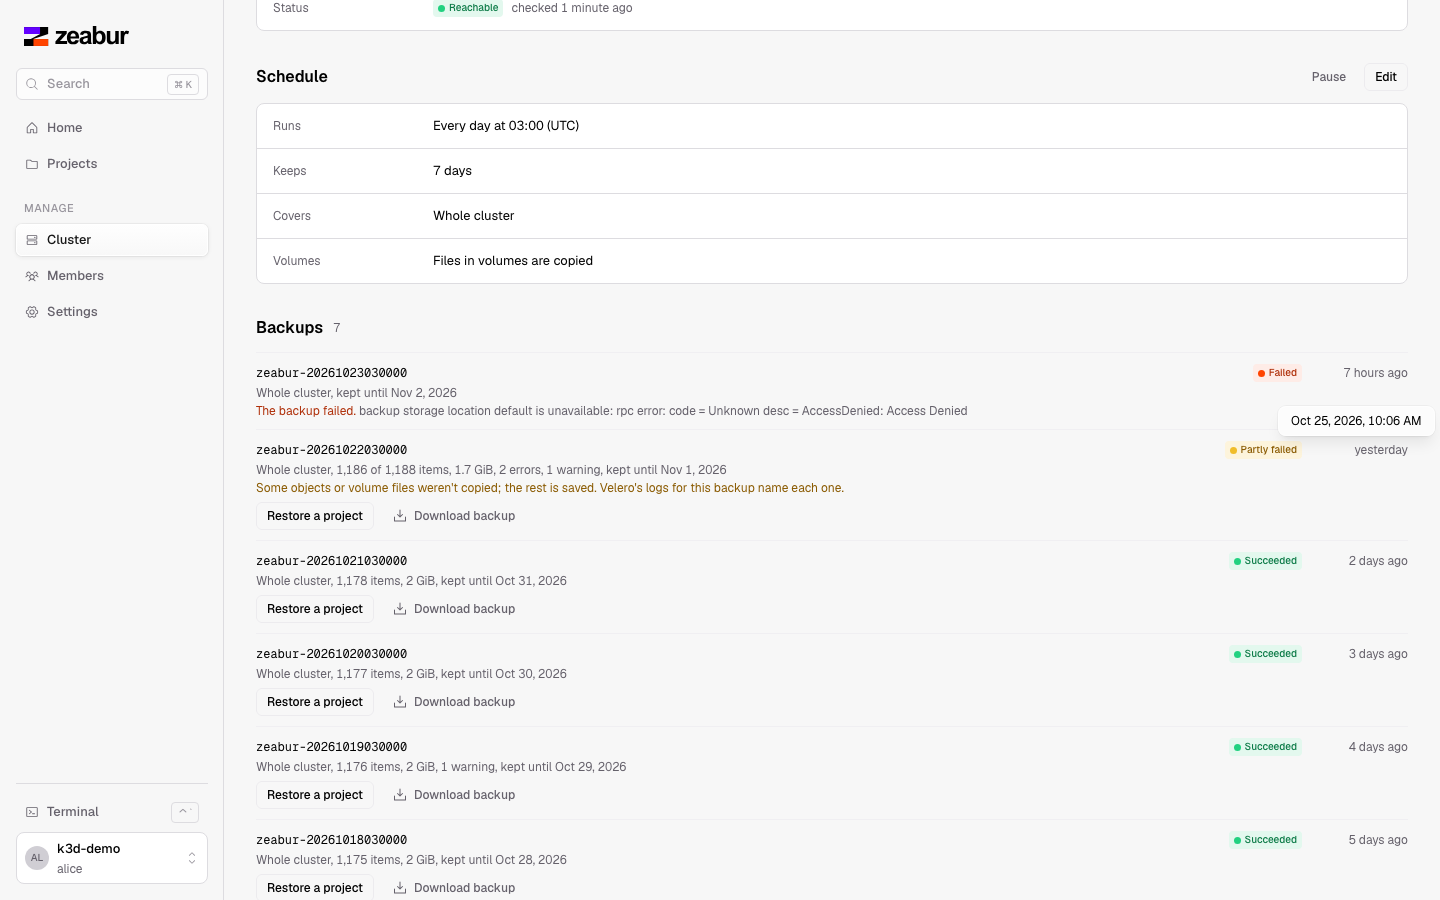 zeabur
Search
⌘ K
Home
Projects
MANAGE
Cluster
Members
Settings
Terminal
^ `
AL
k3d-demo
alice
Status
Reachable
checked 1 minute ago
Schedule
Pause
Edit
Runs
Every day at 03:00 (UTC)
Keeps
7 days
Covers
Whole cluster
Volumes
Files in volumes are copied
Backups 7
zeabur-20261023030000
Failed
7 hours ago
Whole cluster, kept until Nov 2, 2026
The backup failed. backup storage location default is unavailable: rpc error: code = Unknown desc = AccessDenied: Access Denied
Oct 25, 2026, 10:06 AM
zeabur-20261022030000
Partly failed
yesterday
Whole cluster, 1,186 of 1,188 items, 1.7 GiB, 2 errors, 1 warning, kept until Nov 1, 2026
Some objects or volume files weren't copied; the rest is saved. Velero's logs for this backup name each one.
Restore a project
Download backup
zeabur-20261021030000
Succeeded
2 days ago
Whole cluster, 1,178 items, 2 GiB, kept until Oct 31, 2026
Restore a project
Download backup
zeabur-20261020030000
Succeeded
3 days ago
Whole cluster, 1,177 items, 2 GiB, kept until Oct 30, 2026
Restore a project
Download backup
zeabur-20261019030000
Succeeded
4 days ago
Whole cluster, 1,176 items, 2 GiB, 1 warning, kept until Oct 29, 2026
Restore a project
Download backup
zeabur-20261018030000
Succeeded
5 days ago
Whole cluster, 1,175 items, 2 GiB, kept until Oct 28, 2026
Restore a project
Download backup